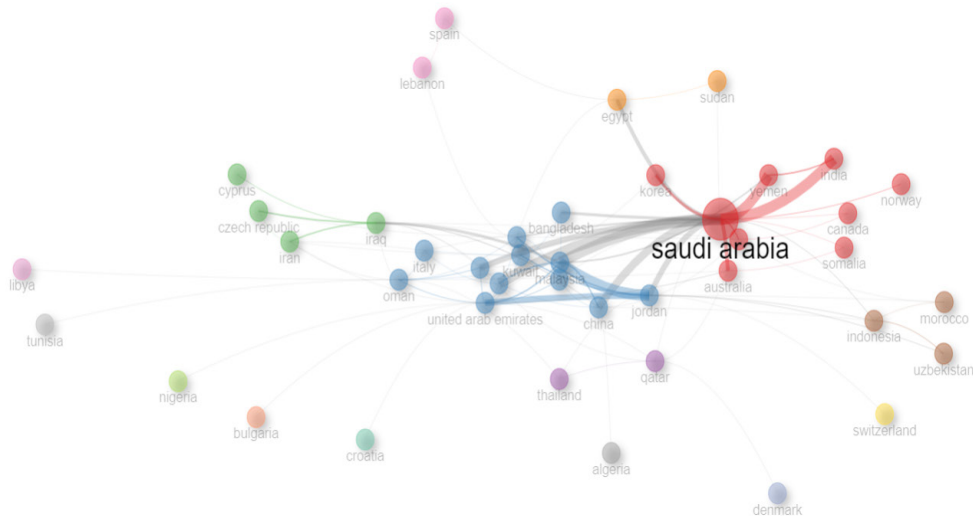 spain
lebanon
sudan
egypt
india
cyprus
korea
yemen
norway
czech republic
bangladesh
canada
iraq
saudi arabia
iran
italy
kuwait
somalia
libya
malaysia
australia
oman
united arab emirates
china
jordan
morocco
tunisia
indonesia
uzbekistan
qatar
nigeria
thailand
bulgaria
switzerland
croatia
algeria
denmark